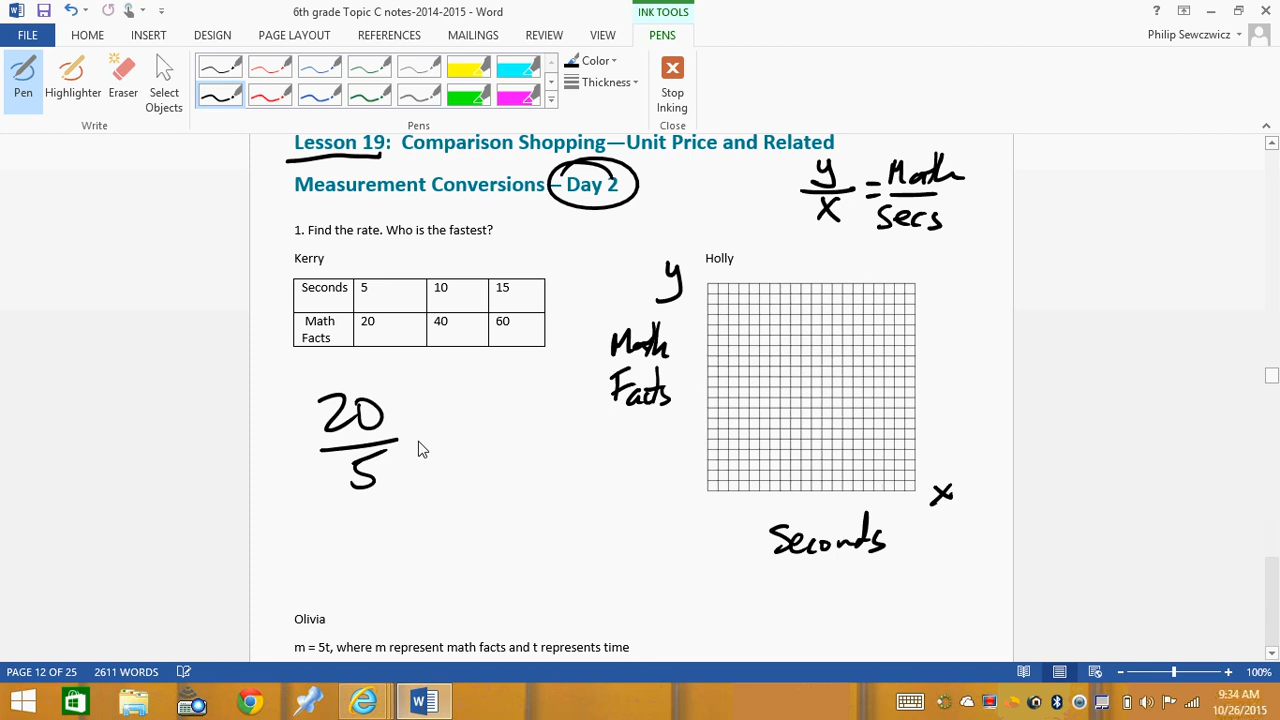 6th grade Topic C notes-2014-2015 - Word
INK TOOLS
?
FILE HOME INSERT DESIGN PAGE LAYOUT REFERENCES MAILINGS REVIEW VIEW PENS
Philip Sewczwicz
Pen Highlighter Eraser Select Objects
Color
Thickness
Stop Inking
Write Pens Close
Lesson 19: Comparison Shopping—Unit Price and Related
Measurement Conversions – Day 2
y/x = Math/Secs
1. Find the rate. Who is the fastest?
Kerry
Holly
Seconds 5 10 15
Math Facts 20 40 60
y
Math
Facts
20
5
x
Seconds
Olivia
m = 5t, where m represent math facts and t represents time
PAGE 12 OF 25 2611 WORDS
100%
9:34 AM
10/26/2015